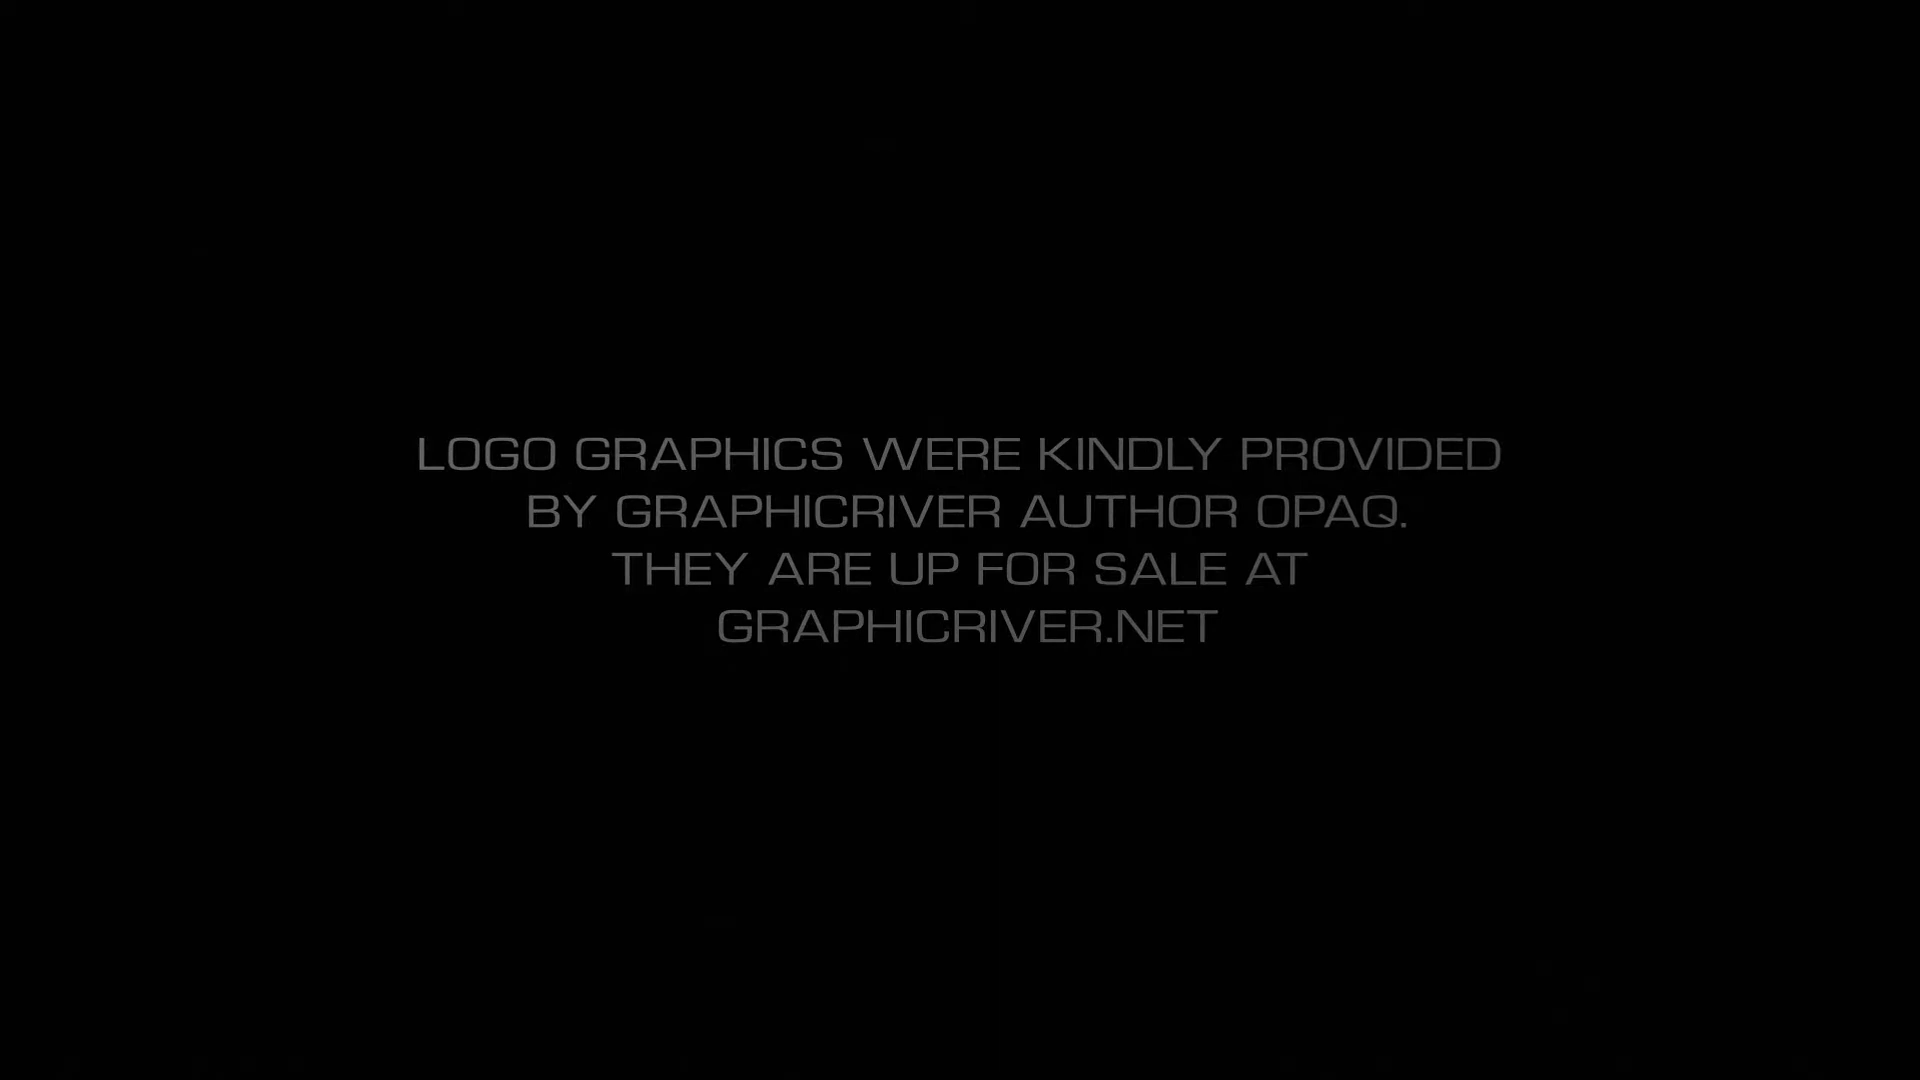 LOGO GRAPHICS WERE KINDLY PROVIDED
BY GRAPHICRIVER AUTHOR OPAQ.
THEY ARE UP FOR SALE AT
GRAPHICRIVER.NET